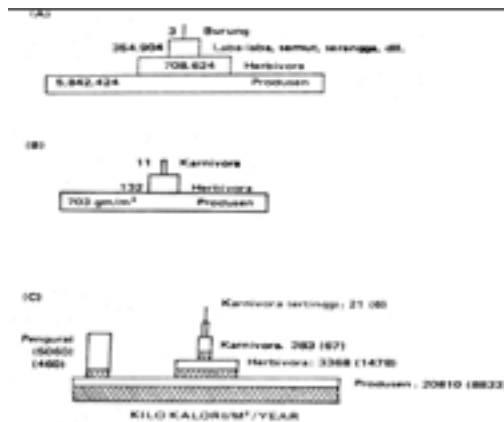 (A)
3 Burung
354.904 Laba-laba, semut, serangga, dll.
708.624 Herbivora
5.842.424 Produsen
(B)
11 Karnivora
132 Herbivora
703 gm/m² Produsen
(C)
Karnivora tertinggi: 21 (6)
Pengurai
(5060)
(460)
Karnivora. 383 (67)
Herbivora: 3368 (1478)
Produsen: 20810 (8833)
KILO KALORI/M²/YEAR